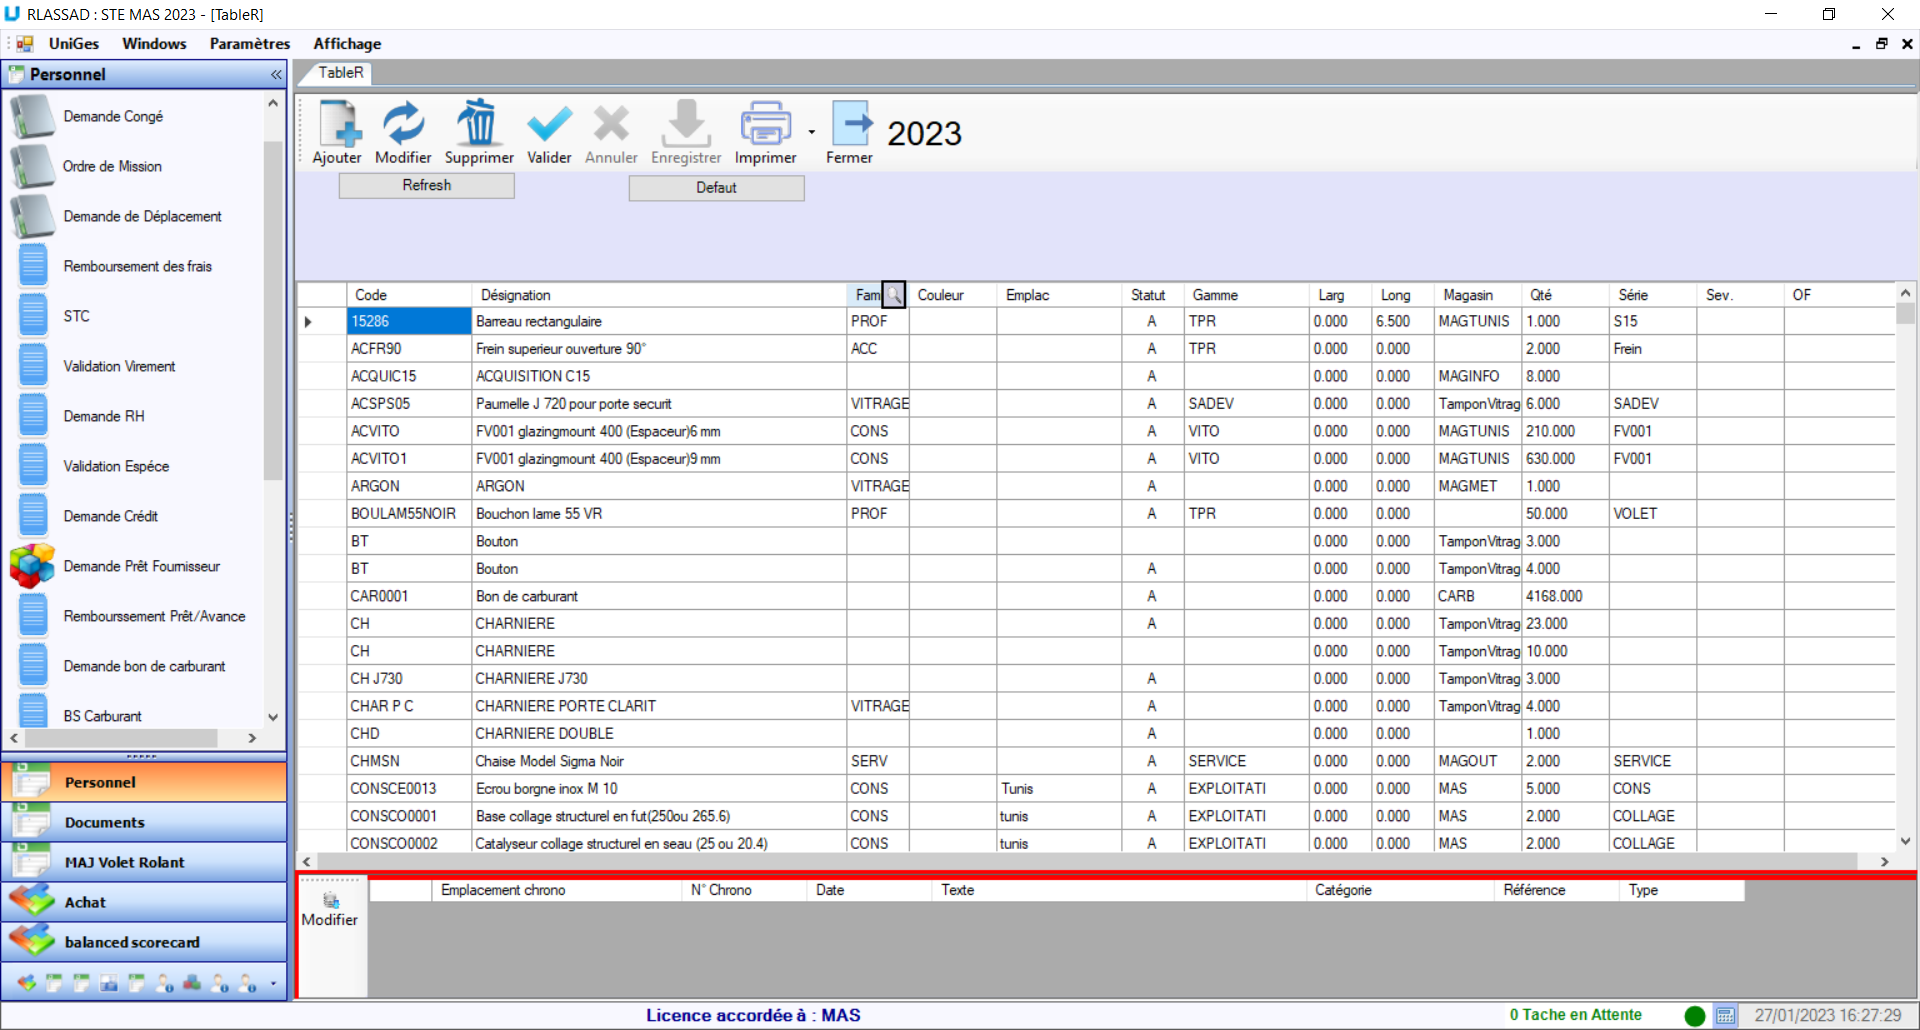 RLASSAD : STE MAS 2023 - [TableR]
UniGes Windows Paramètres Affichage
Personnel «
TableR
Demande Congé
Ordre de Mission
Demande de Déplacement
Remboursement des frais
STC
Validation Virement
Demande RH
Validation Espéce
Demande Crédit
Demande Prêt Fournisseur
Rembourssement Prêt/Avance
Demande bon de carburant
BS Carburant
Personnel
Documents
MAJ Volet Rolant
Achat
balanced scorecard
Ajouter Modifier Supprimer Valider Annuler Enregistrer Imprimer Fermer 2023
Refresh Defaut
Code Désignation Fam Couleur Emplac Statut Gamme Larg Long Magasin Qté Série Sev. OF
15286 Barreau rectangulaire PROF A TPR 0.000 6.500 MAGTUNIS 1.000 S15
ACFR90 Frein superieur ouverture 90° ACC A TPR 0.000 0.000 2.000 Frein
ACQUIC15 ACQUISITION C15 A 0.000 0.000 MAGINFO 8.000
ACSPS05 Paumelle J 720 pour porte securit VITRAGE A SADEV 0.000 0.000 TamponVitrag 6.000 SADEV
ACVITO FV001 glazingmount 400 (Espaceur)6 mm CONS A VITO 0.000 0.000 MAGTUNIS 210.000 FV001
ACVITO1 FV001 glazingmount 400 (Espaceur)9 mm CONS A VITO 0.000 0.000 MAGTUNIS 630.000 FV001
ARGON ARGON VITRAGE A 0.000 0.000 MAGMET 1.000
BOULAM55NOIR Bouchon lame 55 VR PROF A TPR 0.000 0.000 50.000 VOLET
BT Bouton 0.000 0.000 TamponVitrag 3.000
BT Bouton A 0.000 0.000 TamponVitrag 4.000
CAR0001 Bon de carburant A 0.000 0.000 CARB 4168.000
CH CHARNIERE A 0.000 0.000 TamponVitrag 23.000
CH CHARNIERE 0.000 0.000 TamponVitrag 10.000
CH J730 CHARNIERE J730 A 0.000 0.000 TamponVitrag 3.000
CHAR P C CHARNIERE PORTE CLARIT VITRAGE A 0.000 0.000 TamponVitrag 4.000
CHD CHARNIERE DOUBLE A 0.000 0.000 1.000
CHMSN Chaise Model Sigma Noir SERV A SERVICE 0.000 0.000 MAGOUT 2.000 SERVICE
CONSCE0013 Ecrou borgne inox M 10 CONS Tunis A EXPLOITATI 0.000 0.000 MAS 5.000 CONS
CONSCO0001 Base collage structurel en fut(250ou 265.6) CONS tunis A EXPLOITATI 0.000 0.000 MAS 2.000 COLLAGE
CONSCO0002 Catalyseur collage structurel en seau (25 ou 20.4) CONS tunis A EXPLOITATI 0.000 0.000 MAS 2.000 COLLAGE
Modifier
Emplacement chrono N° Chrono Date Texte Catégorie Référence Type
Licence accordée à : MAS 0 Tache en Attente 27/01/2023 16:27:29